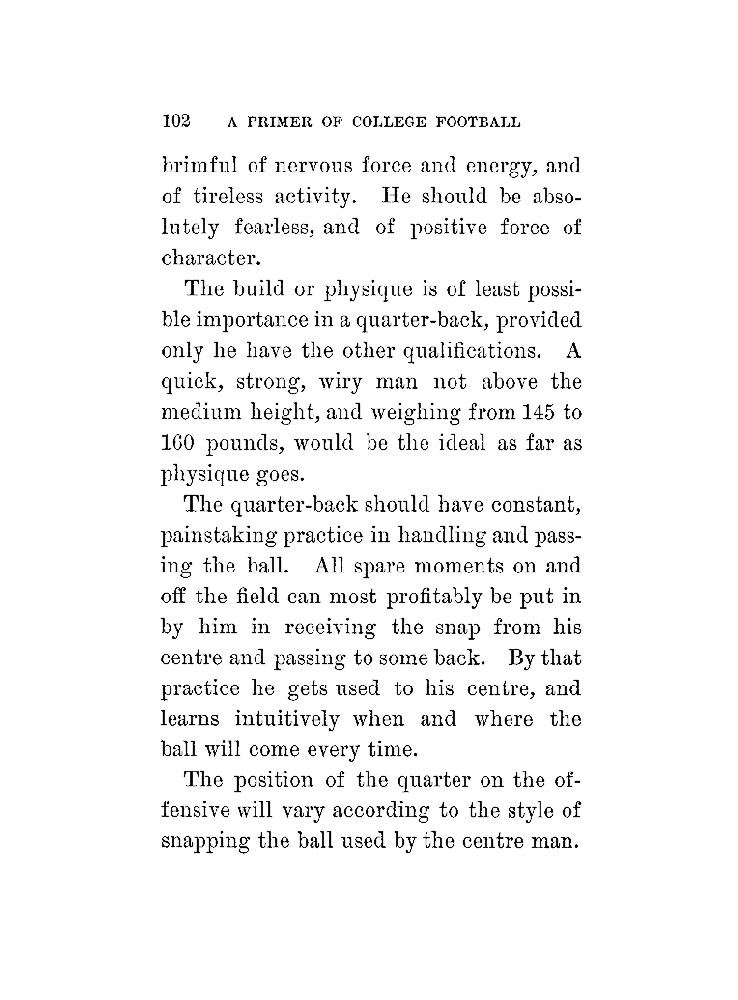 102 A PRIMER OF COLLEGE FOOTBALL
brimful of nervous force and energy, and
of tireless activity. He should be abso-
lutely fearless, and of positive force of
character.
The build or physique is of least possi-
ble importance in a quarter-back, provided
only he have the other qualifications. A
quick, strong, wiry man not above the
medium height, and weighing from 145 to
160 pounds, would be the ideal as far as
physique goes.
The quarter-back should have constant,
painstaking practice in handling and pass-
ing the ball. All spare moments on and
off the field can most profitably be put in
by him in receiving the snap from his
centre and passing to some back. By that
practice he gets used to his centre, and
learns intuitively when and where the
ball will come every time.
The position of the quarter on the of-
fensive will vary according to the style of
snapping the ball used by the centre man.